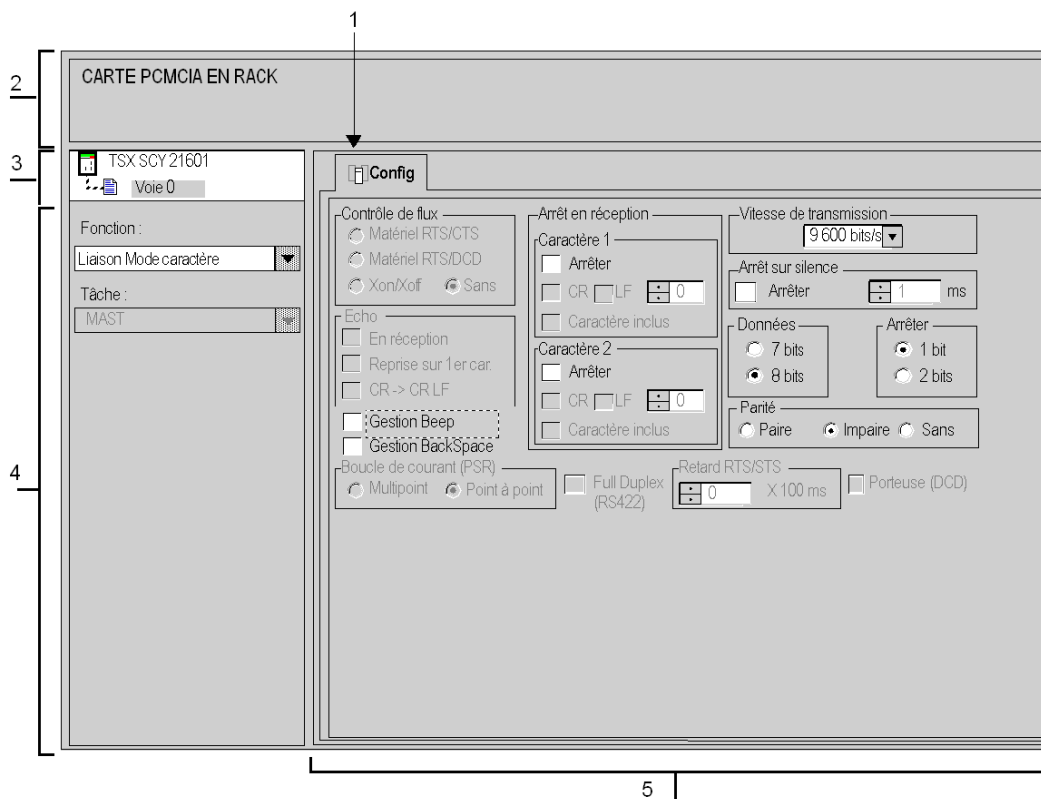 1
2
CARTE PCMCIA EN RACK
3
TSX SCY 21601
Voie 0
Config
4
Fonction :
Liaison Mode caractère
Tâche :
MAST
Contrôle de flux
Matériel RTS/CTS
Matériel RTS/DCD
Xon/Xoff Sans
Echo
En réception
Reprise sur 1er car.
CR -> CR LF
Gestion Beep
Gestion BackSpace
Boucle de courant (PSR)
Multipoint Point à point
Arrêt en réception
Caractère 1
Arrêter
CR LF 0
Caractère inclus
Caractère 2
Arrêter
CR LF 0
Caractère inclus
Full Duplex
(RS422)
Retard RTS/STS
0 X 100 ms
Porteuse (DCD)
Vitesse de transmission
9 600 bits/s
Arrêt sur silence
Arrêter 1 ms
Données
7 bits
8 bits
Arrêter
1 bit
2 bits
Parité
Paire Impaire Sans
5